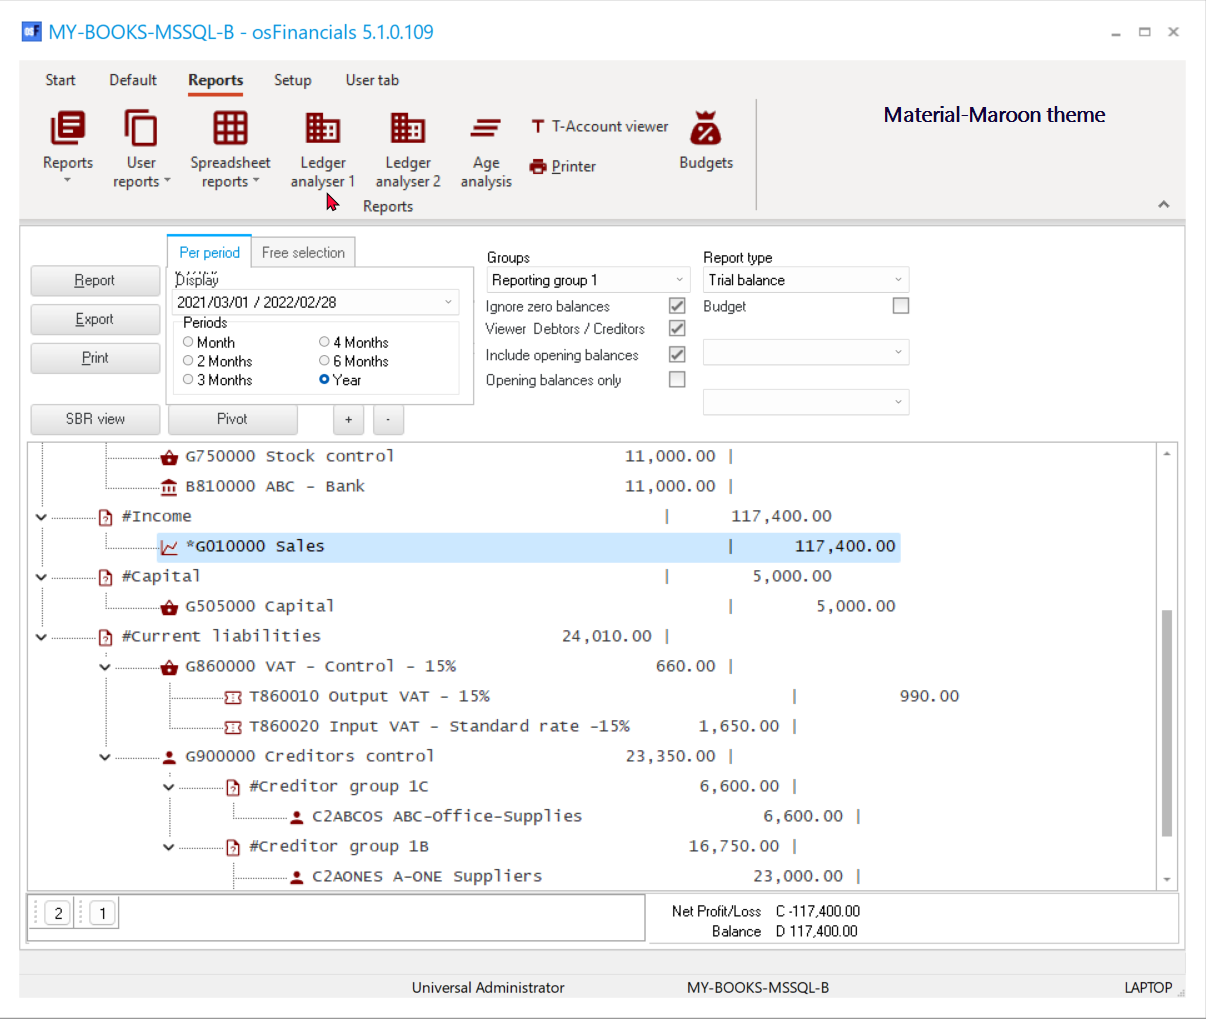 MY-BOOKS-MSSQL-B - osFinancials 5.1.0.109
Start Default Reports Setup User tab
Material-Maroon theme
Reports
User reports
Spreadsheet reports
Ledger analyser 1
Ledger analyser 2
Age analysis
T-Account viewer
Printer
Budgets
Reports
Per period Free selection
Report
Export
Print
Display
2021/03/01 / 2022/02/28
Periods
Month 4 Months
2 Months 6 Months
3 Months Year
Groups
Reporting group 1
Ignore zero balances
Viewer Debtors / Creditors
Include opening balances
Opening balances only
Report type
Trial balance
Budget
SBR view Pivot + -
G750000 Stock control 11,000.00 |
B810000 ABC - Bank 11,000.00 |
#Income | 117,400.00
*G010000 Sales | 117,400.00
#Capital | 5,000.00
G505000 Capital | 5,000.00
#Current liabilities 24,010.00 |
G860000 VAT - Control - 15% 660.00 |
T860010 Output VAT - 15% | 990.00
T860020 Input VAT - Standard rate -15% 1,650.00 |
G900000 Creditors control 23,350.00 |
#Creditor group 1C 6,600.00 |
C2ABCOS ABC-Office-Supplies 6,600.00 |
#Creditor group 1B 16,750.00 |
C2AONES A-ONE Suppliers 23,000.00 |
2 1
Net Profit/Loss C -117,400.00
Balance D 117,400.00
Universal Administrator MY-BOOKS-MSSQL-B LAPTOP